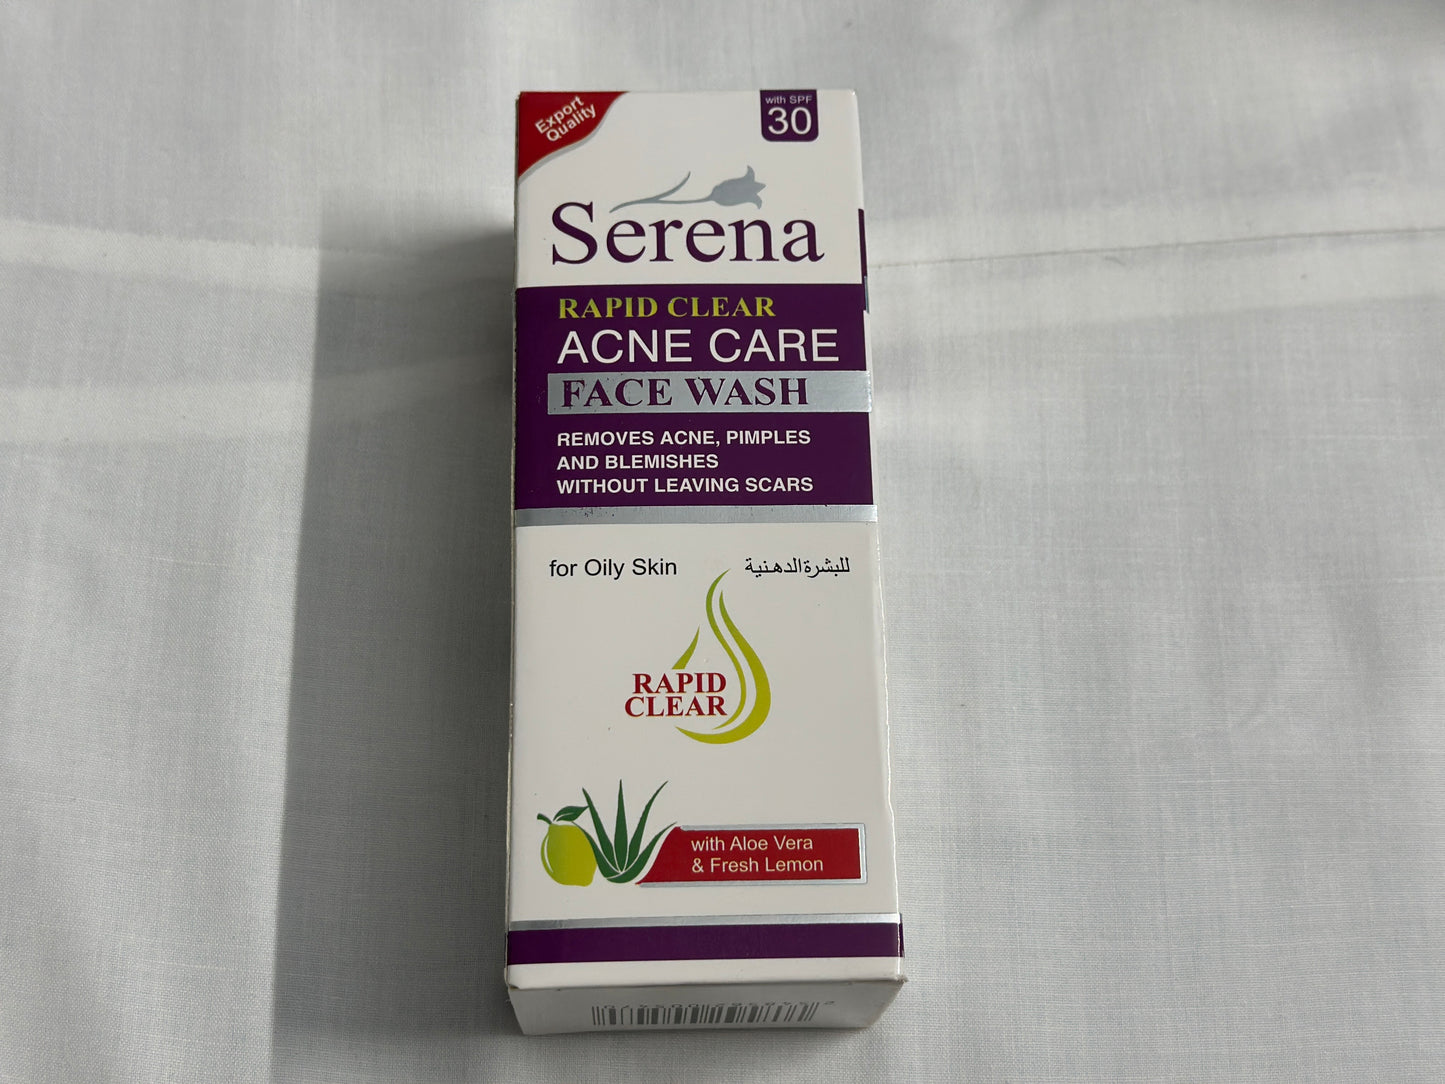 Export
Quality
with SPF
30
Serena
RAPID CLEAR
ACNE CARE
FACE WASH
REMOVES ACNE, PIMPLES
AND BLEMISHES
WITHOUT LEAVING SCARS
for Oily Skin
للبشرة الدهنية
RAPID
CLEAR
with Aloe Vera
& Fresh Lemon